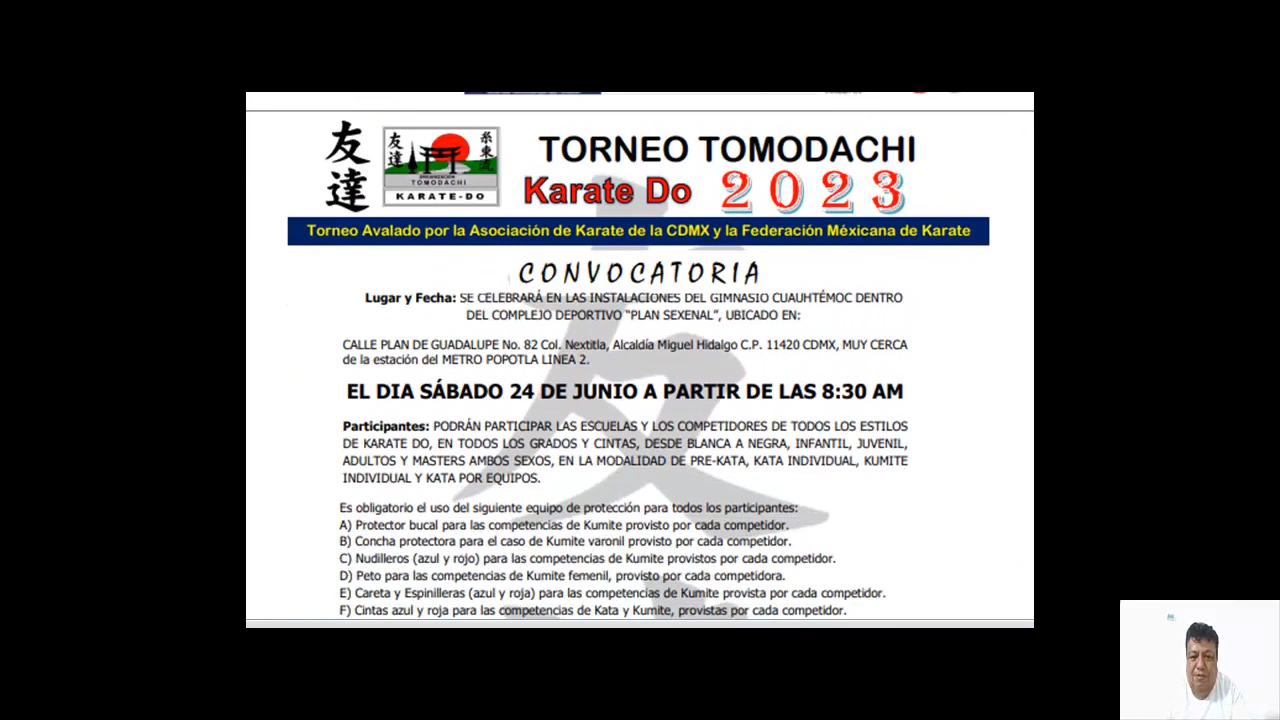 友達
友達
糸東流
ORGANIZACIÓN
TOMODACHI
KARATE-DO
TORNEO TOMODACHI
Karate Do 2023
Torneo Avalado por la Asociación de Karate de la CDMX y la Federación Méxicana de Karate
CONVOCATORIA
Lugar y Fecha: SE CELEBRARÁ EN LAS INSTALACIONES DEL GIMNASIO CUAUHTÉMOC DENTRO
DEL COMPLEJO DEPORTIVO “PLAN SEXENAL”, UBICADO EN:
CALLE PLAN DE GUADALUPE No. 82 Col. Nextitla, Alcaldía Miguel Hidalgo C.P. 11420 CDMX, MUY CERCA
de la estación del METRO POPOTLA LINEA 2.
EL DIA SÁBADO 24 DE JUNIO A PARTIR DE LAS 8:30 AM
Participantes: PODRÁN PARTICIPAR LAS ESCUELAS Y LOS COMPETIDORES DE TODOS LOS ESTILOS
DE KARATE DO, EN TODOS LOS GRADOS Y CINTAS, DESDE BLANCA A NEGRA, INFANTIL, JUVENIL,
ADULTOS Y MASTERS AMBOS SEXOS, EN LA MODALIDAD DE PRE-KATA, KATA INDIVIDUAL, KUMITE
INDIVIDUAL Y KATA POR EQUIPOS.
Es obligatorio el uso del siguiente equipo de protección para todos los participantes:
A) Protector bucal para las competencias de Kumite provisto por cada competidor.
B) Concha protectora para el caso de Kumite varonil provisto por cada competidor.
C) Nudilleros (azul y rojo) para las competencias de Kumite provistos por cada competidor.
D) Peto para las competencias de Kumite femenil, provisto por cada competidora.
E) Careta y Espinilleras (azul y roja) para las competencias de Kumite provista por cada competidor.
F) Cintas azul y roja para las competencias de Kata y Kumite, provistas por cada competidor.